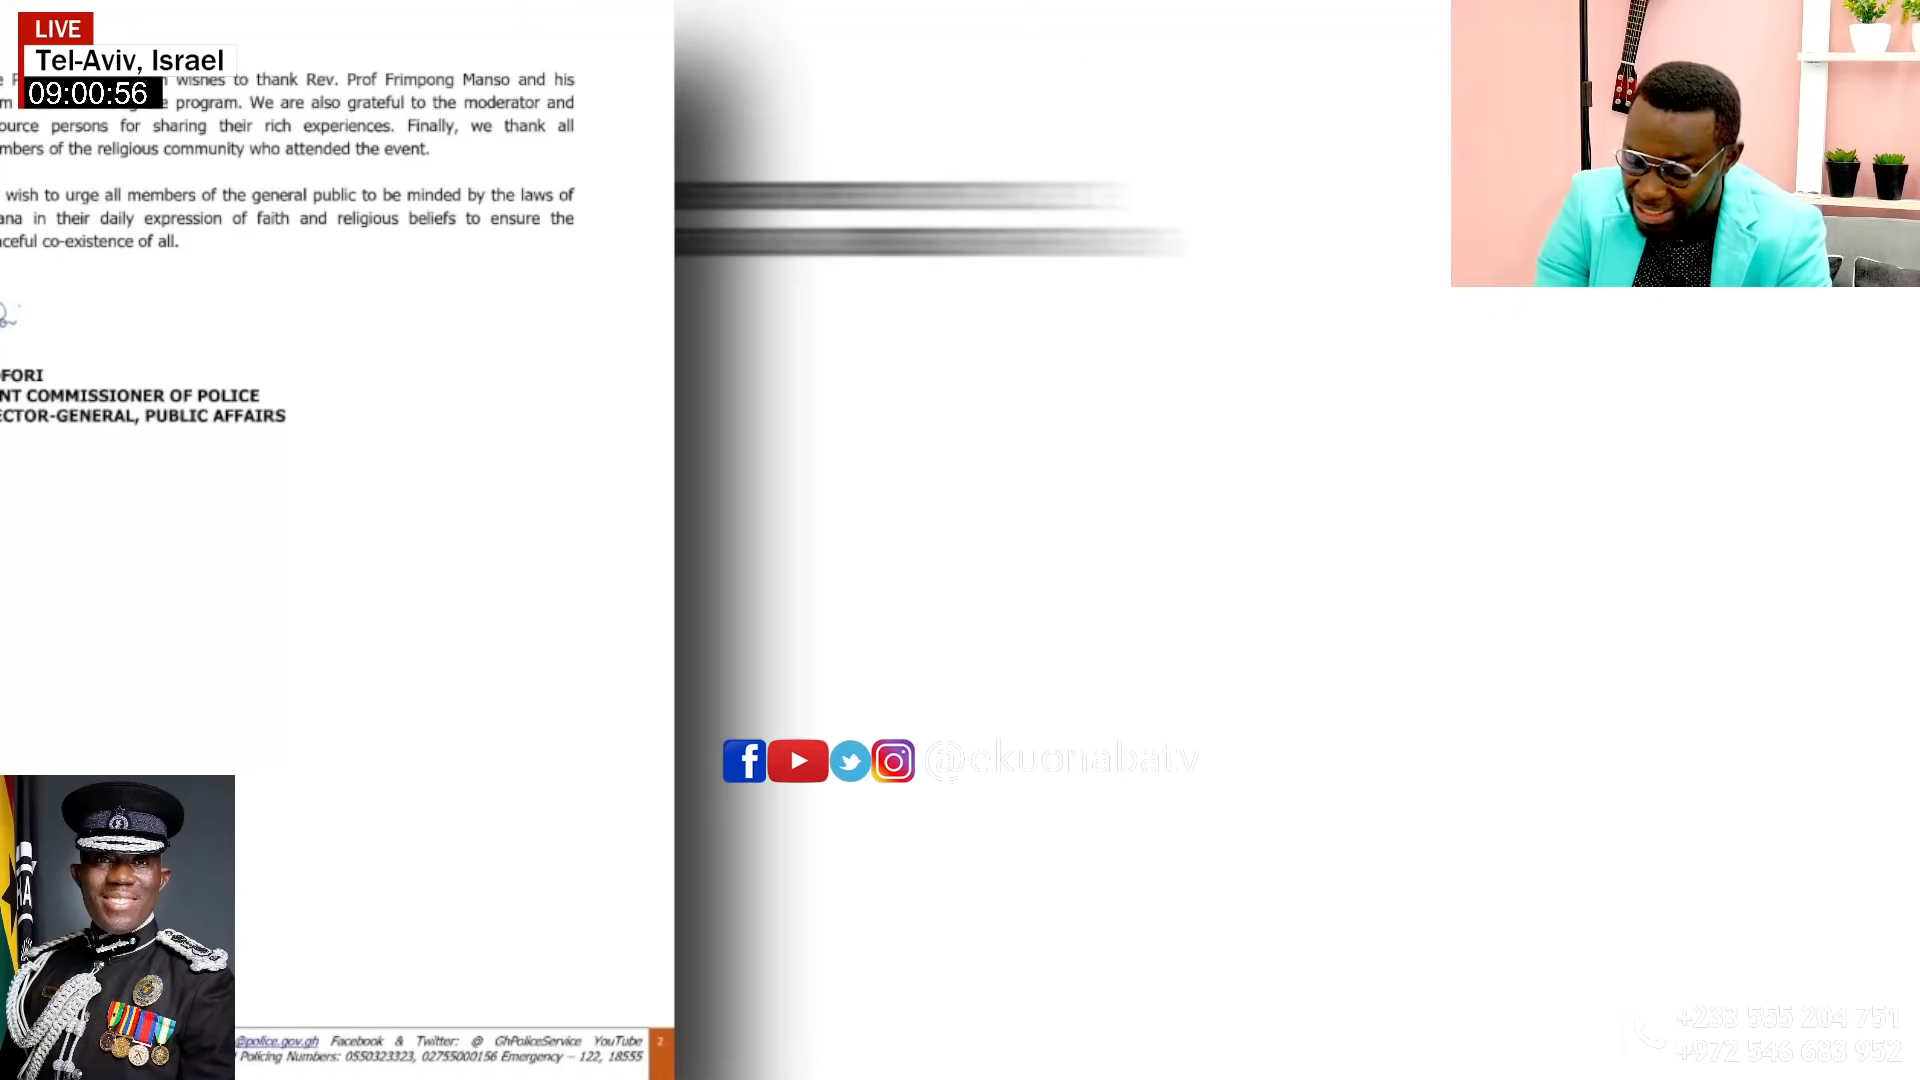 LIVE
Tel-Aviv, Israel
09:00:56
wishes to thank Rev. Prof Frimpong Manso and his
program. We are also grateful to the moderator and
ource persons for sharing their rich experiences. Finally, we thank all
mbers of the religious community who attended the event.
wish to urge all members of the general public to be minded by the laws of
ana in their daily expression of faith and religious beliefs to ensure the
ceful co-existence of all.
FORI
NT COMMISSIONER OF POLICE
ECTOR-GENERAL, PUBLIC AFFAIRS
@ekuonabatv
@police.gov.gh Facebook & Twitter: @ GhPoliceService YouTube
Policing Numbers: 0550323323, 02755000156 Emergency – 122, 18555
2
+233 555 204 751
+972 546 683 952